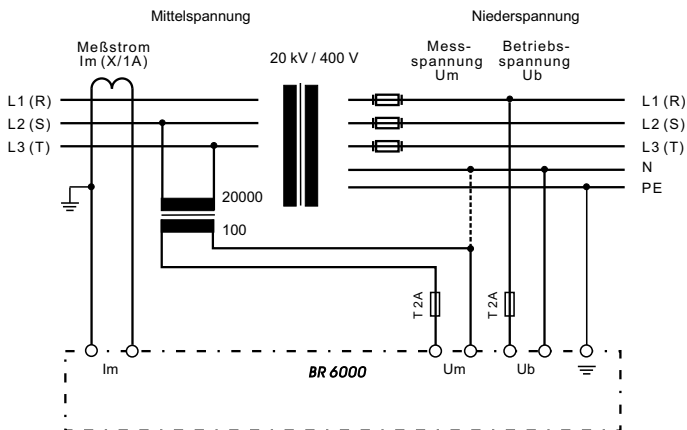 Mittelspannung
Niederspannung
Meßstrom
Im (X/1A)
20 kV / 400 V
Mess-
spannung
Um
Betriebs-
spannung
Ub
L1 (R)
L2 (S)
L3 (T)
L1 (R)
L2 (S)
L3 (T)
N
PE
20000
100
T 2A
T 2A
Im
BR 6000
Um
Ub